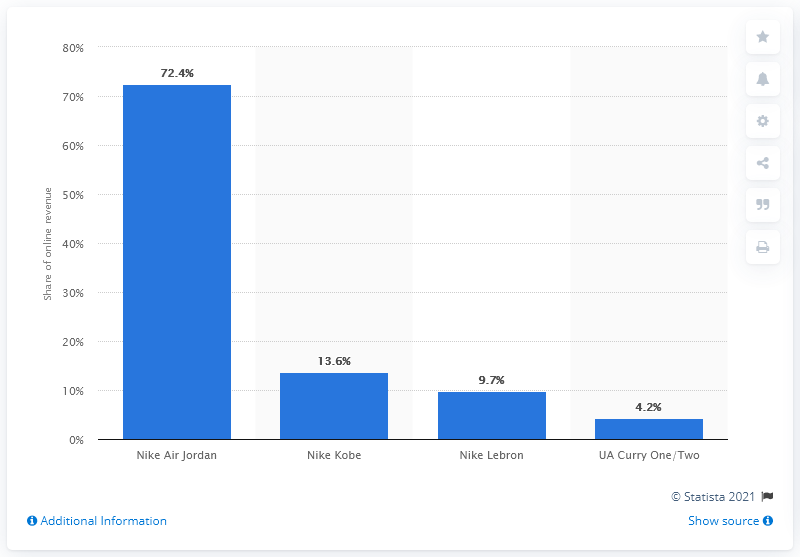 80%
70%
60%
50%
40%
30%
20%
10%
0%
Share of online revenue
72.4%
13.6%
9.7%
4.2%
Nike Air Jordan
Nike Kobe
Nike Lebron
UA Curry One/Two
© Statista 2021
Additional Information
Show source